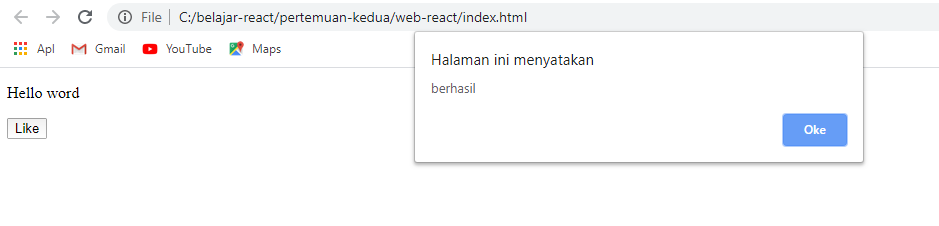 File | C:/belajar-react/pertemuan-kedua/web-react/index.html
Apl Gmail YouTube Maps
Halaman ini menyatakan
berhasil
Oke
Hello word
Like